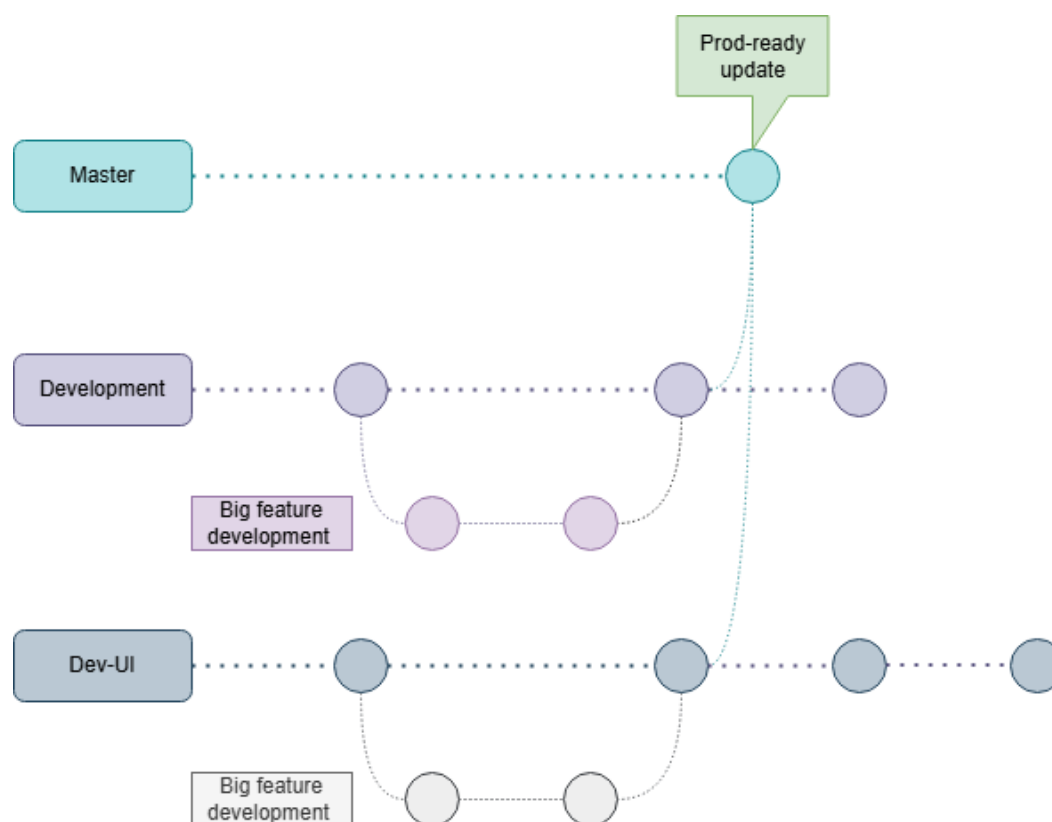 Prod-ready
update
Master
Development
Big feature
development
Dev-UI
Big feature
development